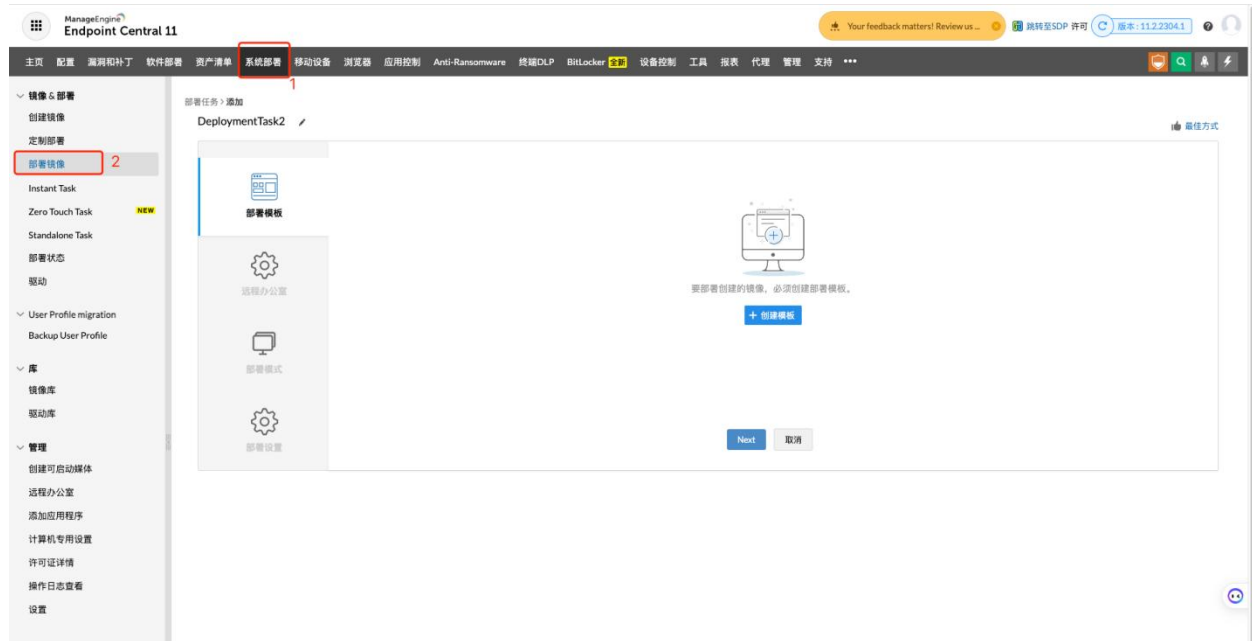 ManageEngine
Endpoint Central 11
Your feedback matters! Review us ...
跳转至SDP 许可 版本: 11.2.2304.1
主页 配置 漏洞和补丁 软件部署 资产清单 系统部署 移动设备 浏览器 应用控制 Anti-Ransomware 终端DLP BitLocker 全新 设备控制 工具 报表 代理 管理 支持 •••
1
镜像 & 部署
创建镜像
定制部署
部署镜像 2
Instant Task
Zero Touch Task NEW
Standalone Task
部署状态
驱动
User Profile migration
Backup User Profile
库
镜像库
驱动库
管理
创建可启动媒体
远程办公室
添加应用程序
计算机专用设置
许可证详情
操作日志查看
设置
部署任务 > 添加
DeploymentTask2
最佳方式
部署模板
远程办公室
部署模式
部署设置
要部署创建的镜像，必须创建部署模板。
+ 创建模板
Next 取消